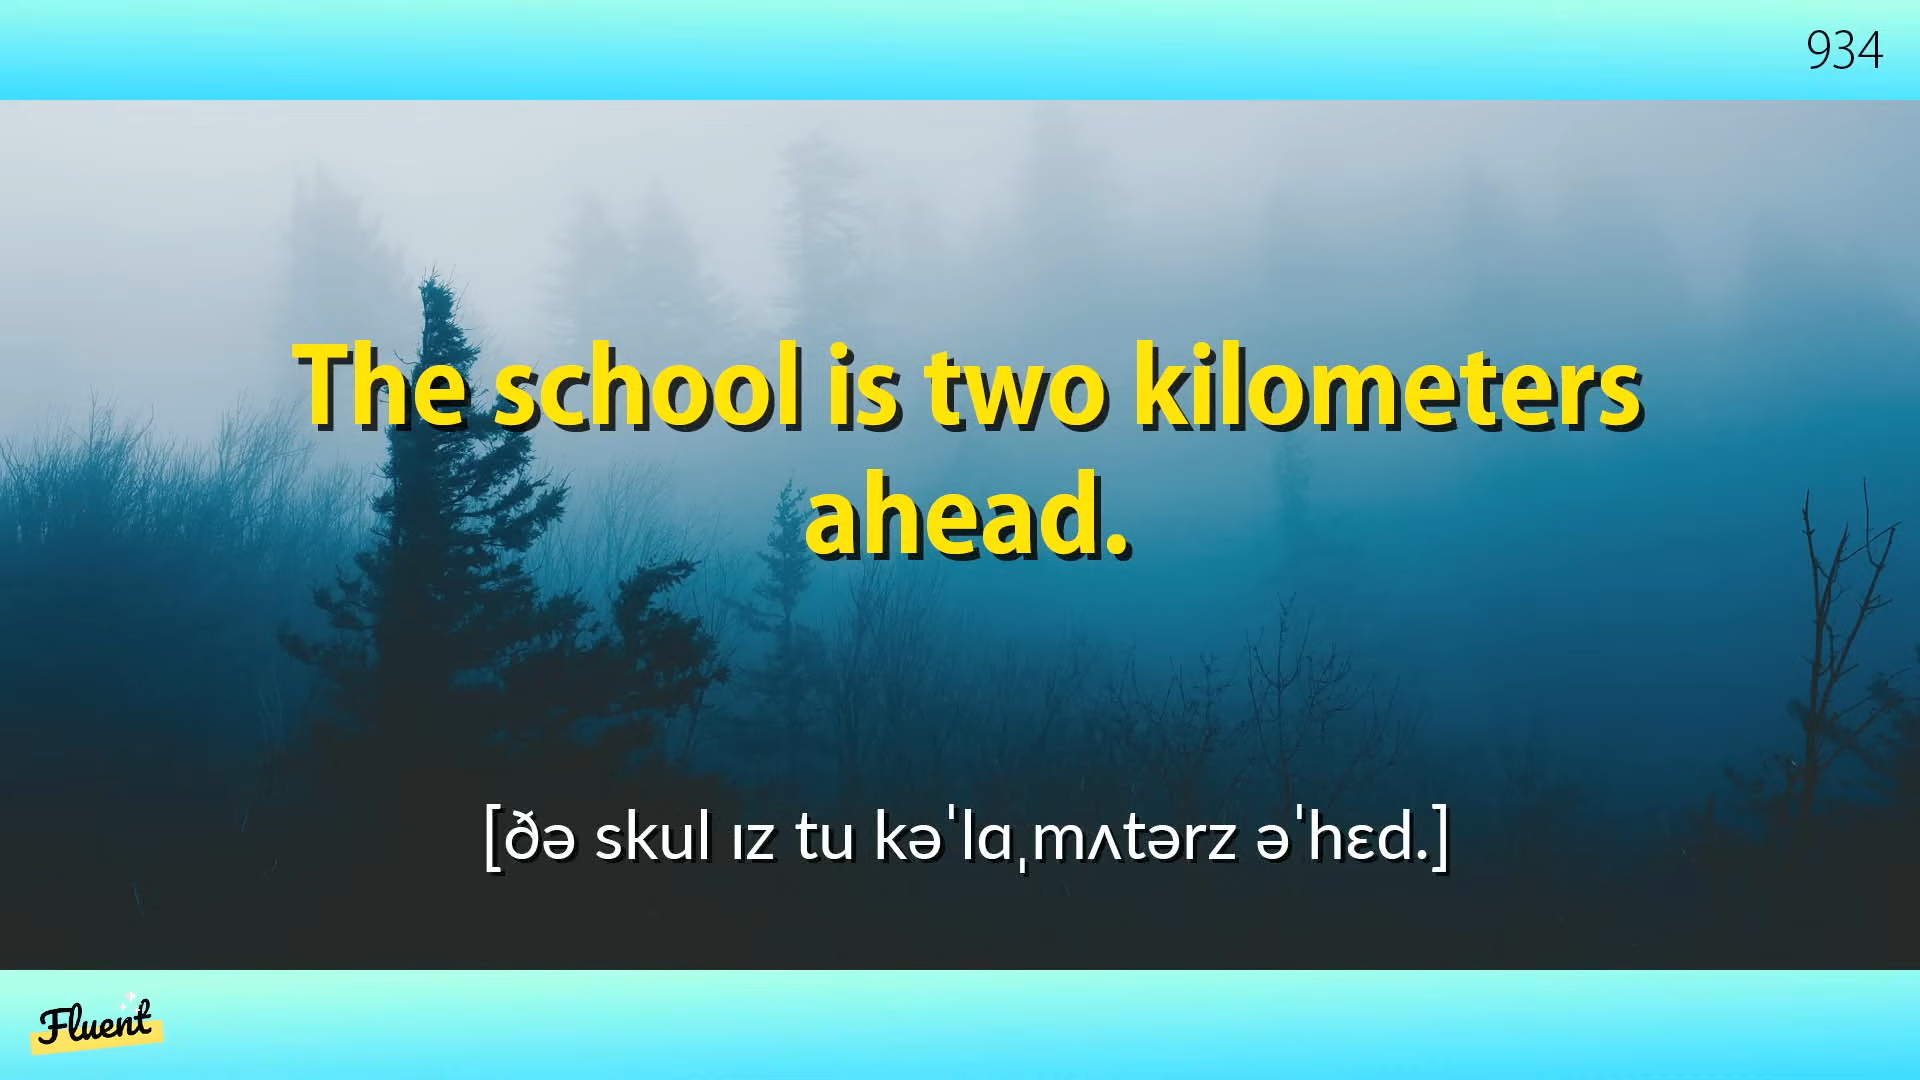 934
The school is two kilometers
ahead.
[ðə skul ɪz tu kəˈlɑˌmʌtərz əˈhɛd.]
Fluent